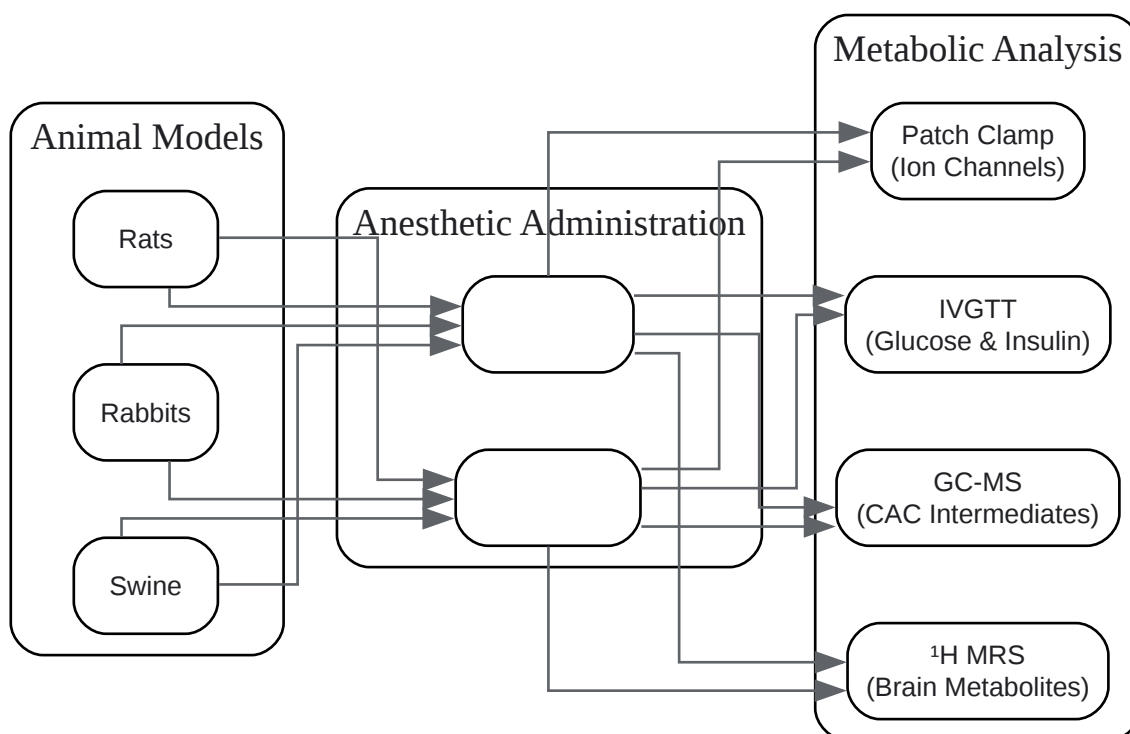 Animal Models
Rats
Rabbits
Swine
Anesthetic Administration
Metabolic Analysis
Patch Clamp
(Ion Channels)
IVGTT
(Glucose & Insulin)
GC-MS
(CAC Intermediates)
¹H MRS
(Brain Metabolites)